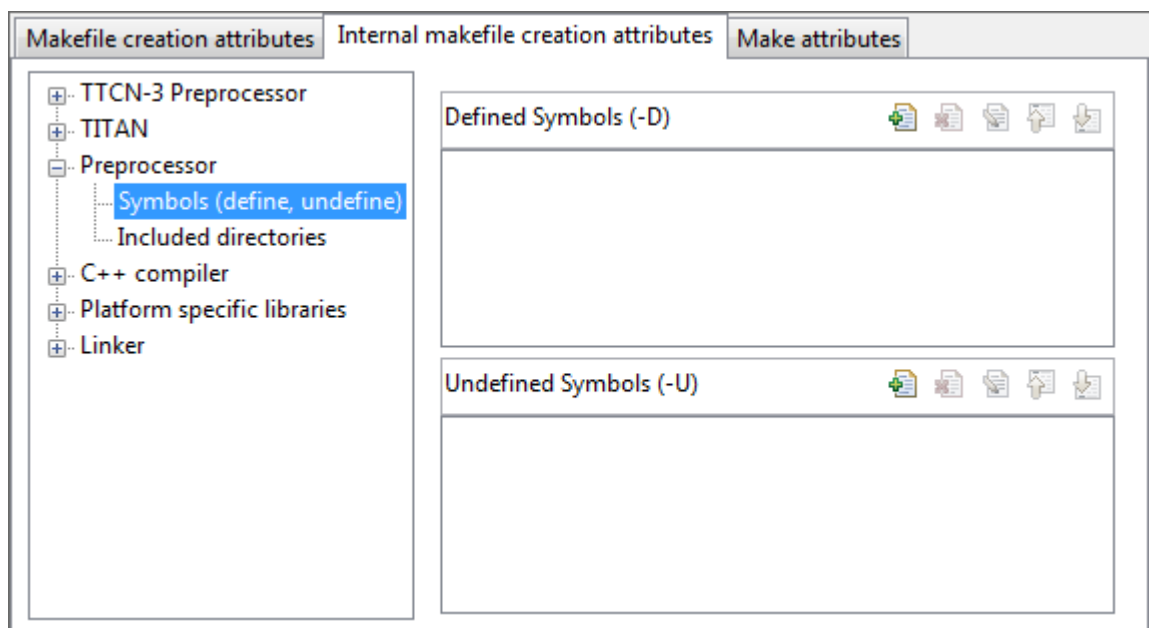 Makefile creation attributes
Internal makefile creation attributes
Make attributes
TTCN-3 Preprocessor
TITAN
Preprocessor
Symbols (define, undefine)
Included directories
C++ compiler
Platform specific libraries
Linker
Defined Symbols (-D)
Undefined Symbols (-U)